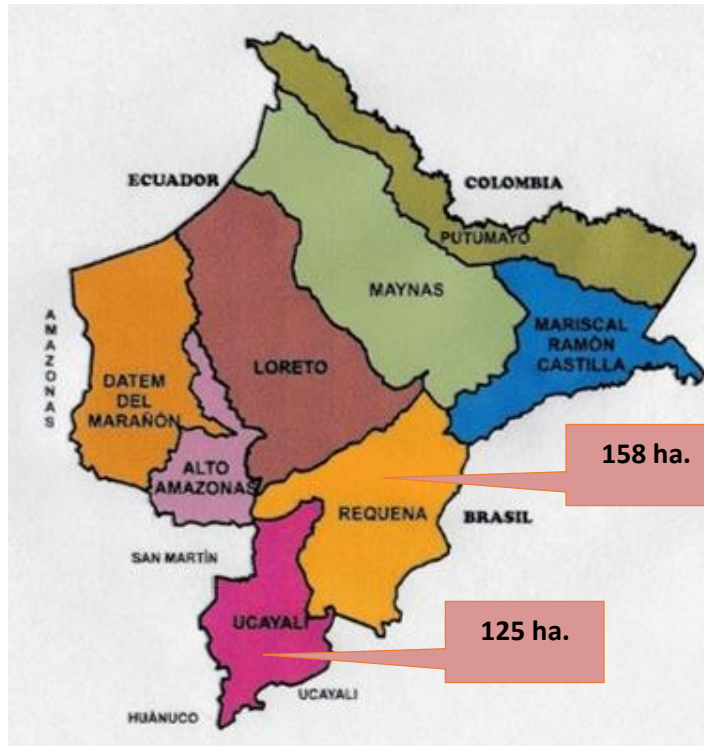 ECUADOR
COLOMBIA
PUTUMAYO
MAYNAS
AMAZONAS
MARISCAL
RAMÓN
CASTILLA
LORETO
DATEM
DEL
MARAÑÓN
158 ha.
ALTO
AMAZONAS
REQUENA
BRASIL
SAN MARTÍN
125 ha.
UCAYALI
UCAYALI
HUÁNUCO